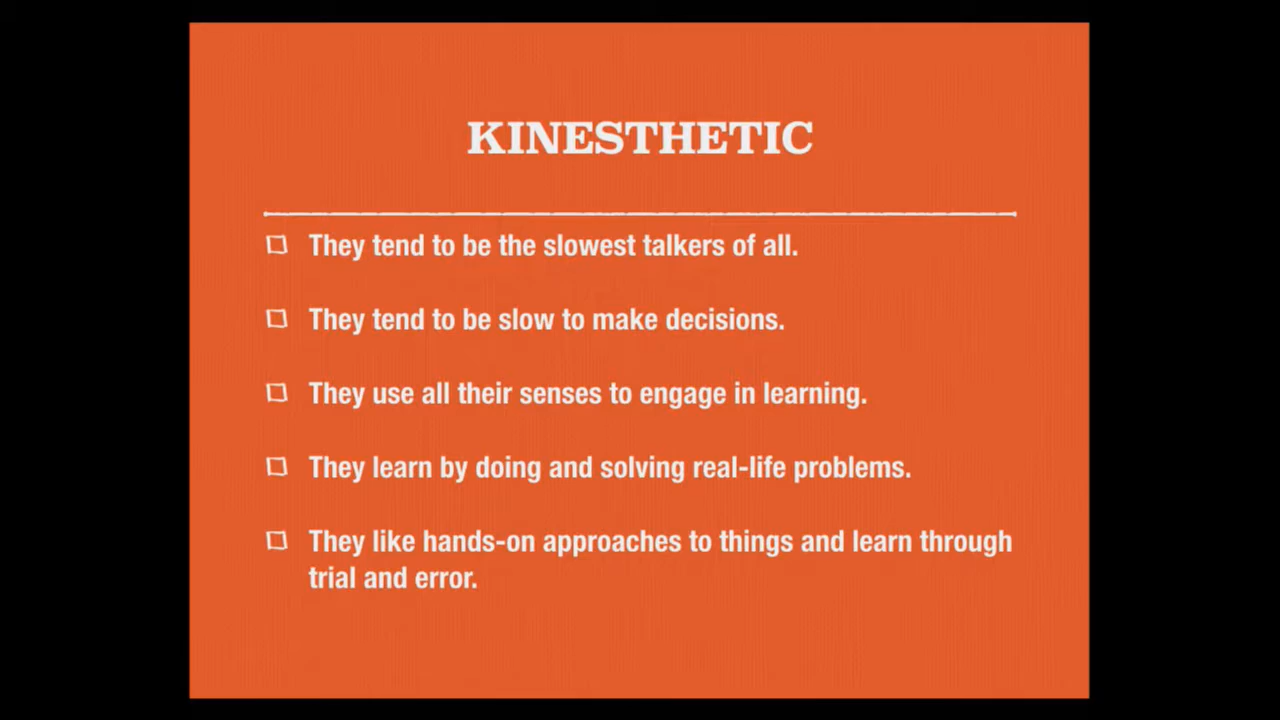 KINESTHETIC
They tend to be the slowest talkers of all.
They tend to be slow to make decisions.
They use all their senses to engage in learning.
They learn by doing and solving real-life problems.
They like hands-on approaches to things and learn through
trial and error.